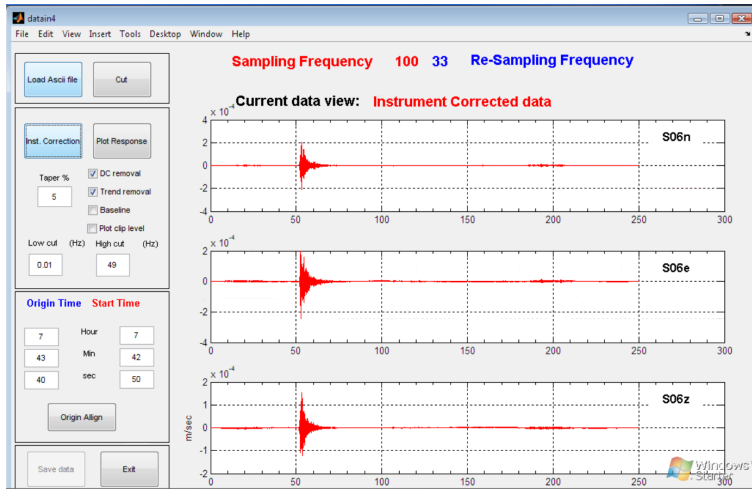 datain4
File Edit View Insert Tools Desktop Window Help
Load Ascii file Cut
Sampling Frequency 100 33 Re-Sampling Frequency
Current data view: Instrument Corrected data
Inst. Correction Plot Response
Taper %
5
DC removal
Trend removal
Baseline
Plot clip level
Low cut (Hz) High cut (Hz)
0.01 49
Origin Time Start Time
7 Hour 7
43 Min 42
40 sec 50
Origin Allign
Save data Exit
x 10^-4
S06n
4
2
0
-2
-4
0 50 100 150 200 250 300
x 10^-4
S06e
2
0
-2
-4
0 50 100 150 200 250 300
x 10^-4
S06z
m/sec
2
1
0
-1
-2
0 50 100 150 200 250 300
Windows
Starter